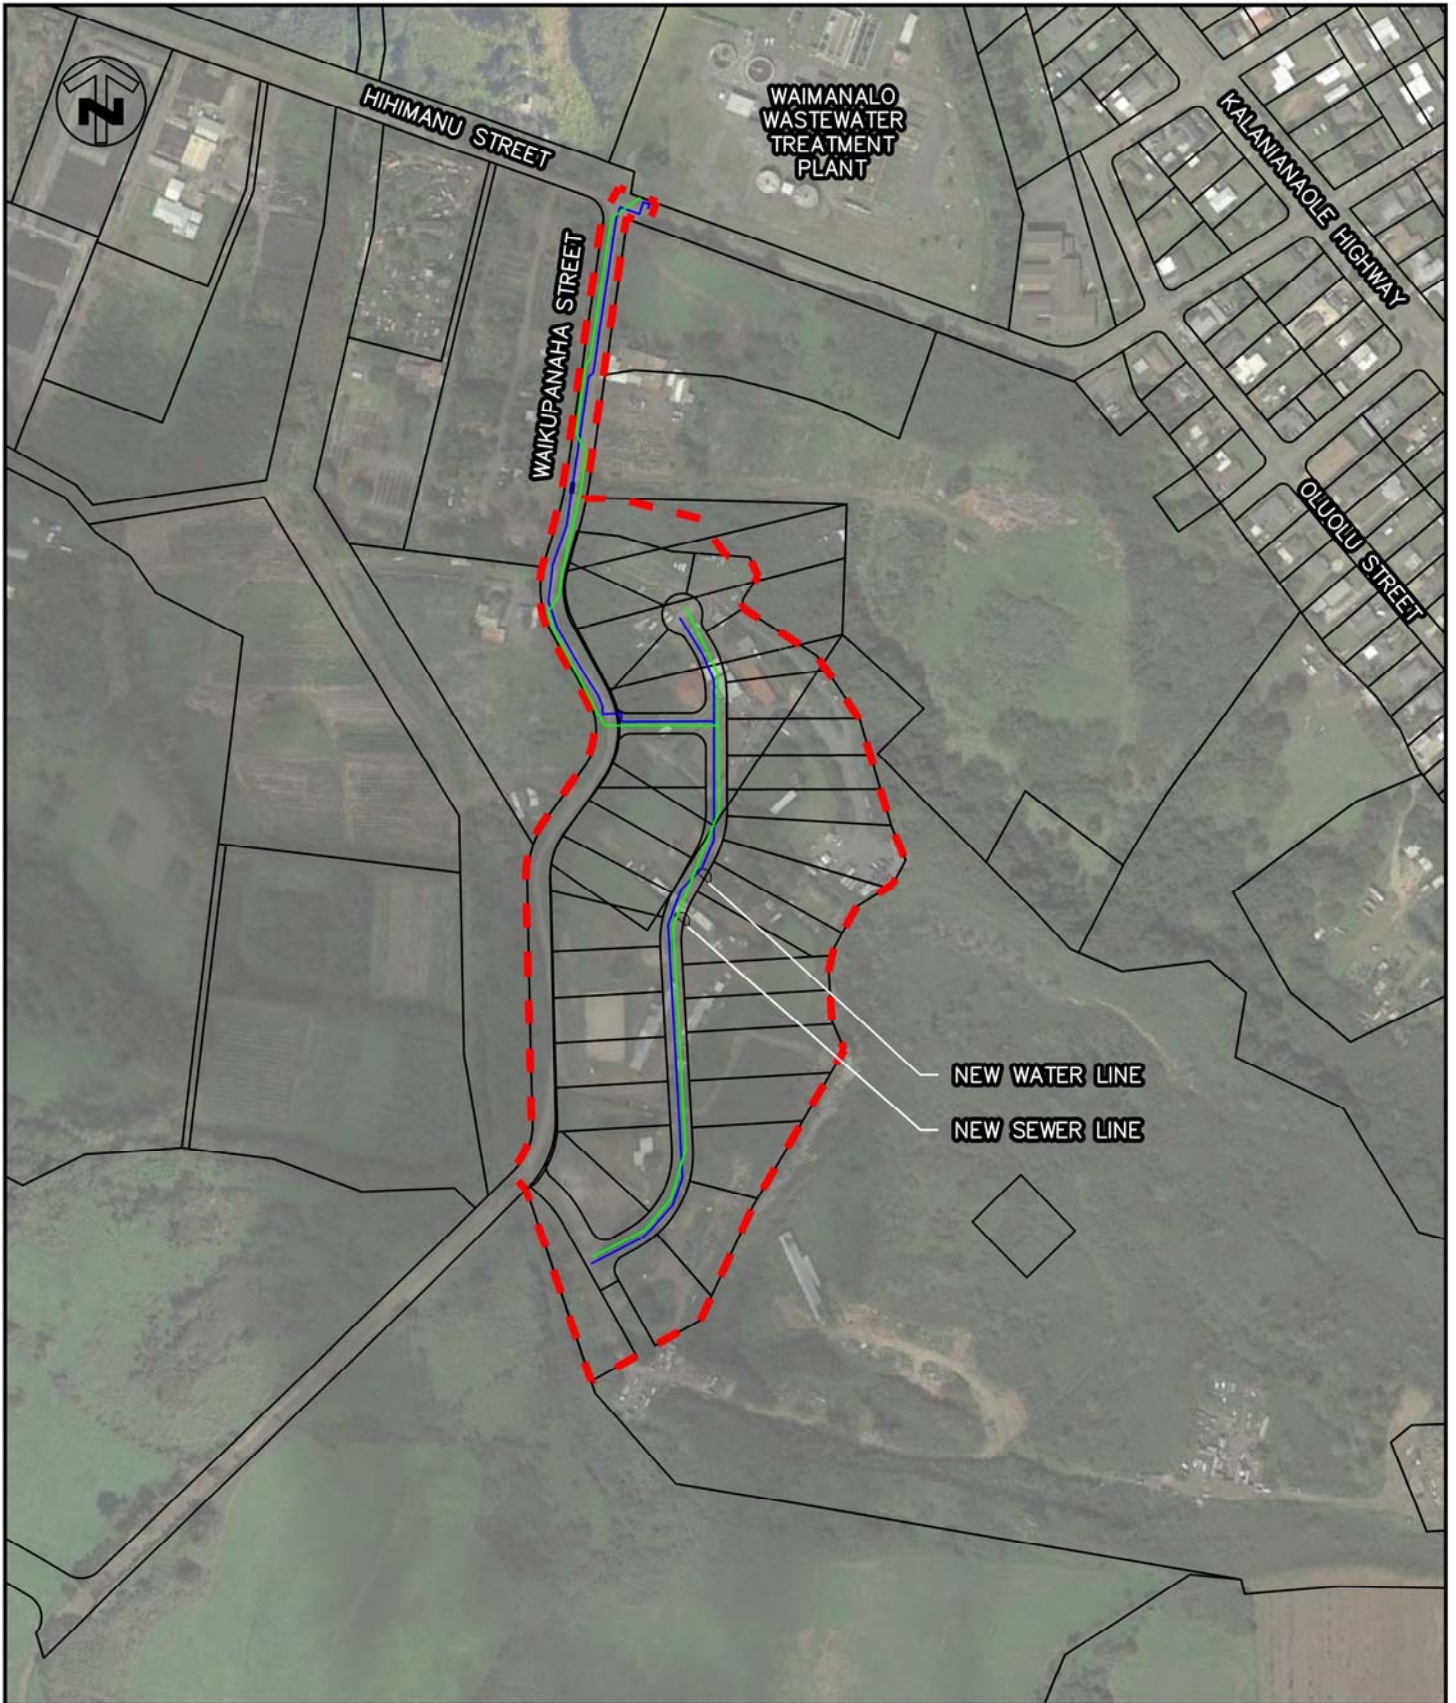 N
HIHIMANU STREET
WAIMANALO
WASTEWATER
TREATMENT
PLANT
KALANIANAOLE HIGHWAY
WAIKUPANAHA STREET
OLUOLU STREET
NEW WATER LINE
NEW SEWER LINE